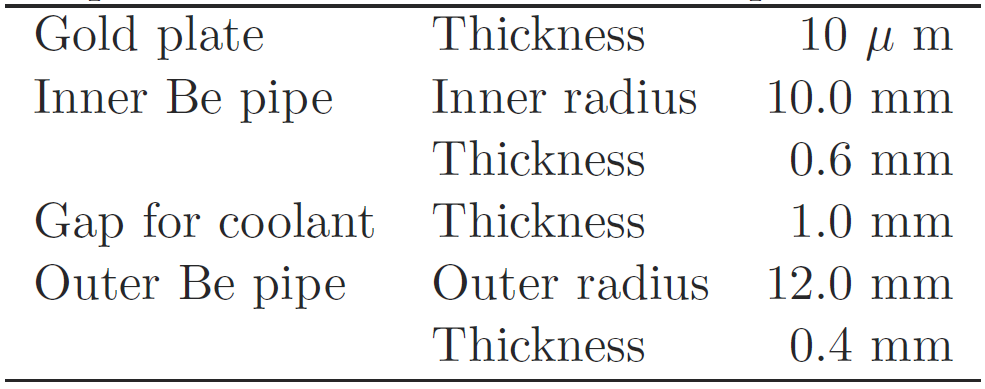 Gold plate Thickness 10 μ m
Inner Be pipe Inner radius 10.0 mm
Thickness 0.6 mm
Gap for coolant Thickness 1.0 mm
Outer Be pipe Outer radius 12.0 mm
Thickness 0.4 mm